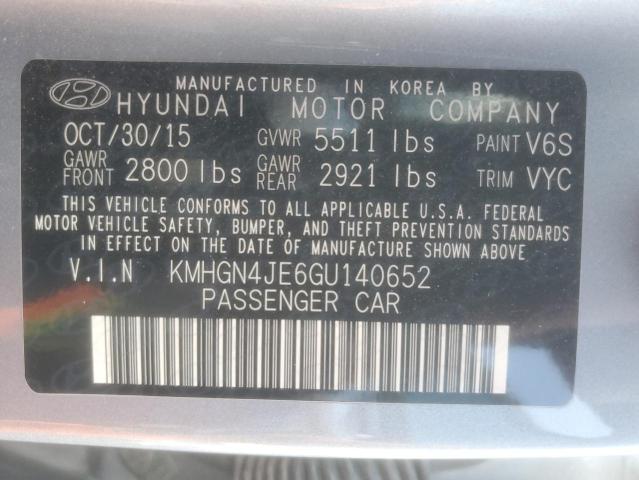 MANUFACTURED IN KOREA BY
HYUNDAI MOTOR COMPANY
OCT/30/15 GVWR 5511 lbs PAINT V6S
GAWR FRONT 2800 lbs GAWR REAR 2921 lbs TRIM VYC
THIS VEHICLE CONFORMS TO ALL APPLICABLE U.S.A. FEDERAL
MOTOR VEHICLE SAFETY, BUMPER, AND THEFT PREVENTION STANDARDS
IN EFFECT ON THE DATE OF MANUFACTURE SHOWN ABOVE
V.I.N KMHGN4JE6GU140652
PASSENGER CAR